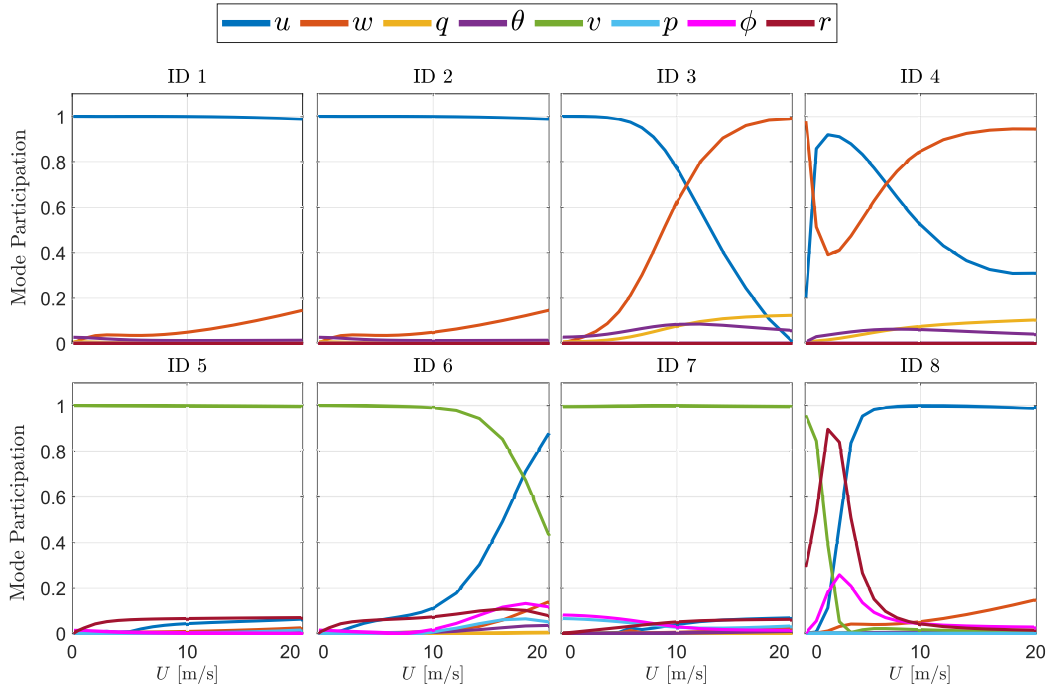 u w q θ v p ϕ r
ID 1 ID 2 ID 3 ID 4
Mode Participation
1
0.8
0.6
0.4
0.2
0
ID 5 ID 6 ID 7 ID 8
Mode Participation
1
0.8
0.6
0.4
0.2
0
0 10 20 0 10 20 0 10 20 0 10 20
U [m/s] U [m/s] U [m/s] U [m/s]